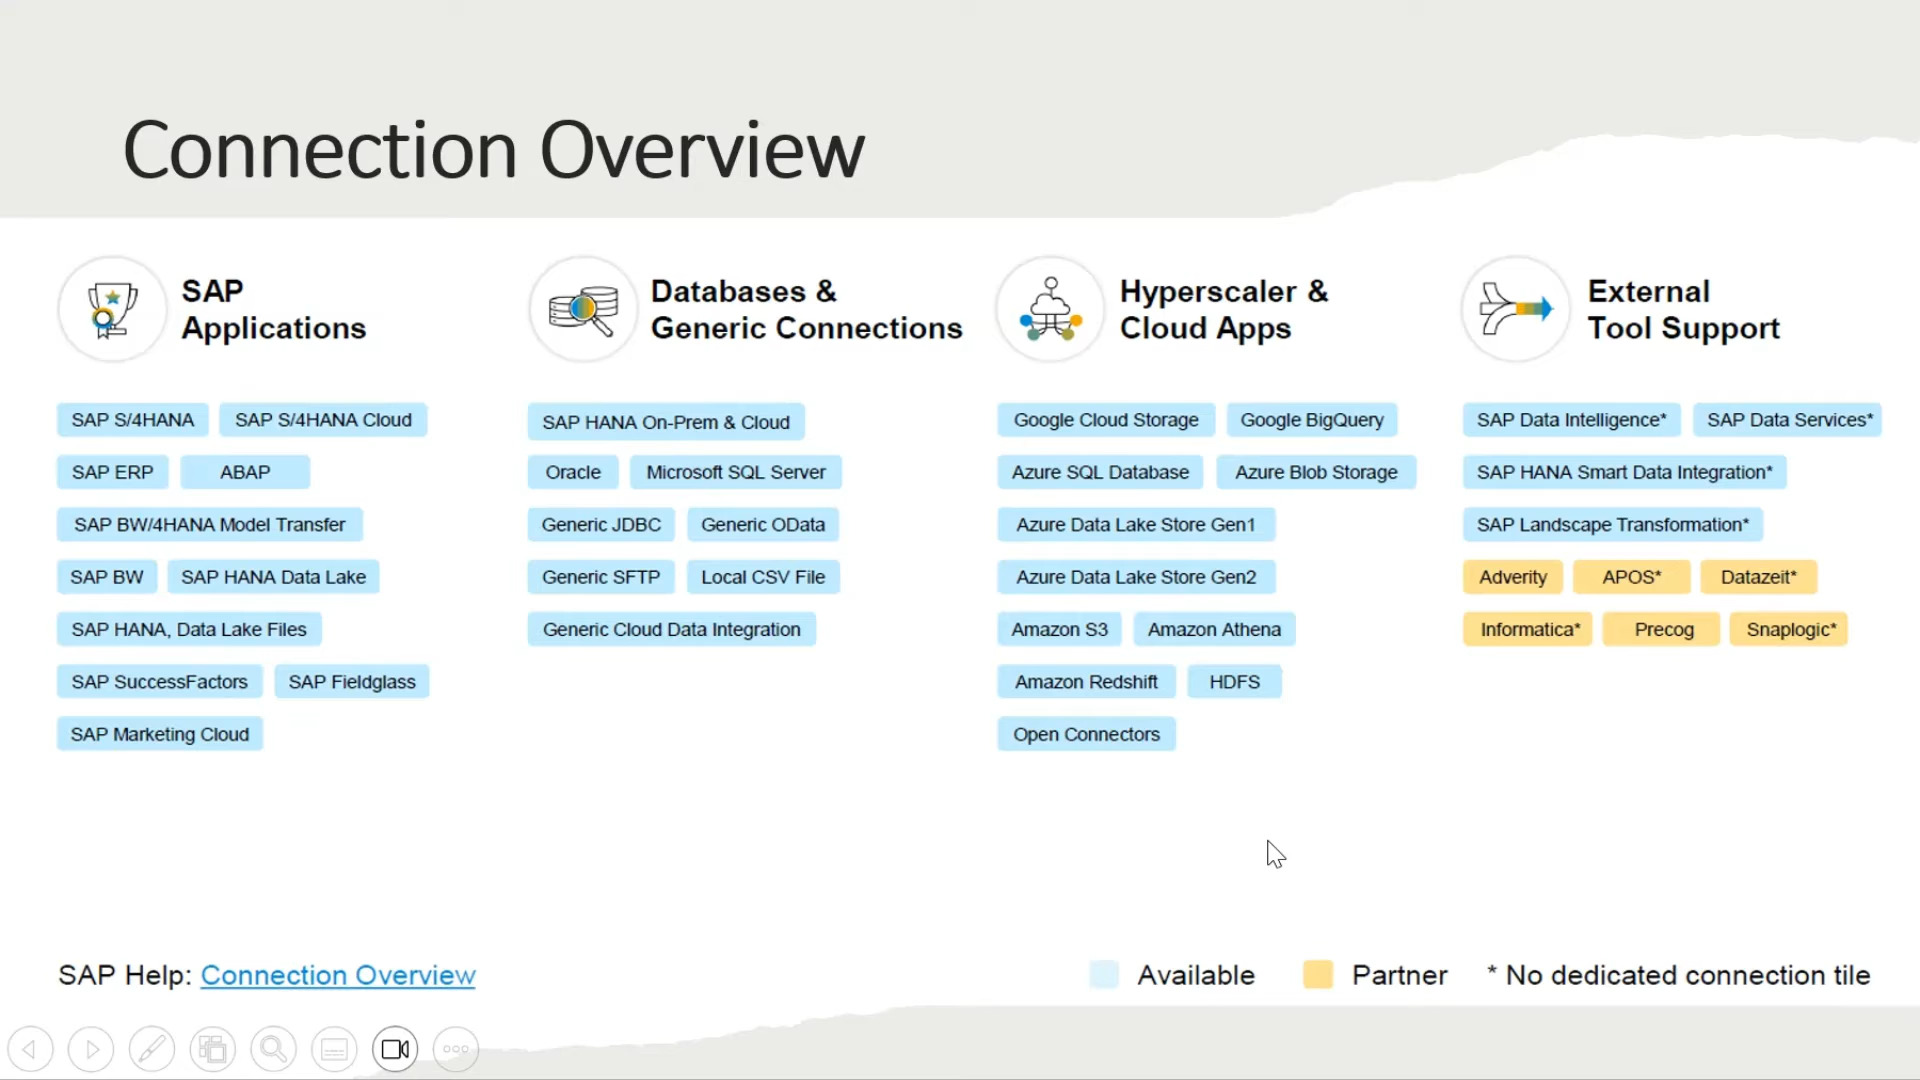 Connection Overview
SAP
Applications
SAP S/4HANA SAP S/4HANA Cloud
SAP ERP ABAP
SAP BW/4HANA Model Transfer
SAP BW SAP HANA Data Lake
SAP HANA, Data Lake Files
SAP SuccessFactors SAP Fieldglass
SAP Marketing Cloud
Databases &
Generic Connections
SAP HANA On-Prem & Cloud
Oracle Microsoft SQL Server
Generic JDBC Generic OData
Generic SFTP Local CSV File
Generic Cloud Data Integration
Hyperscaler &
Cloud Apps
Google Cloud Storage Google BigQuery
Azure SQL Database Azure Blob Storage
Azure Data Lake Store Gen1
Azure Data Lake Store Gen2
Amazon S3 Amazon Athena
Amazon Redshift HDFS
Open Connectors
External
Tool Support
SAP Data Intelligence* SAP Data Services*
SAP HANA Smart Data Integration*
SAP Landscape Transformation*
Adverity APOS* Datazeit*
Informatica* Precog Snaplogic*
SAP Help: Connection Overview
Available Partner * No dedicated connection tile